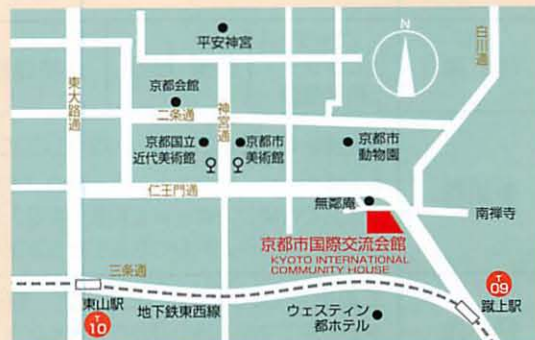 N
平安神宮
白川通
東大路通
京都会館
二条通
神宮通
京都国立
近代美術館
京都市
美術館
京都市
動物園
仁王門通
無鄰庵
南禅寺
京都市国際交流会館
KYOTO INTERNATIONAL
COMMUNITY HOUSE
三条通
T
09
東山駅
地下鉄東西線
ウェスティン
都ホテル
蹴上駅
T
10